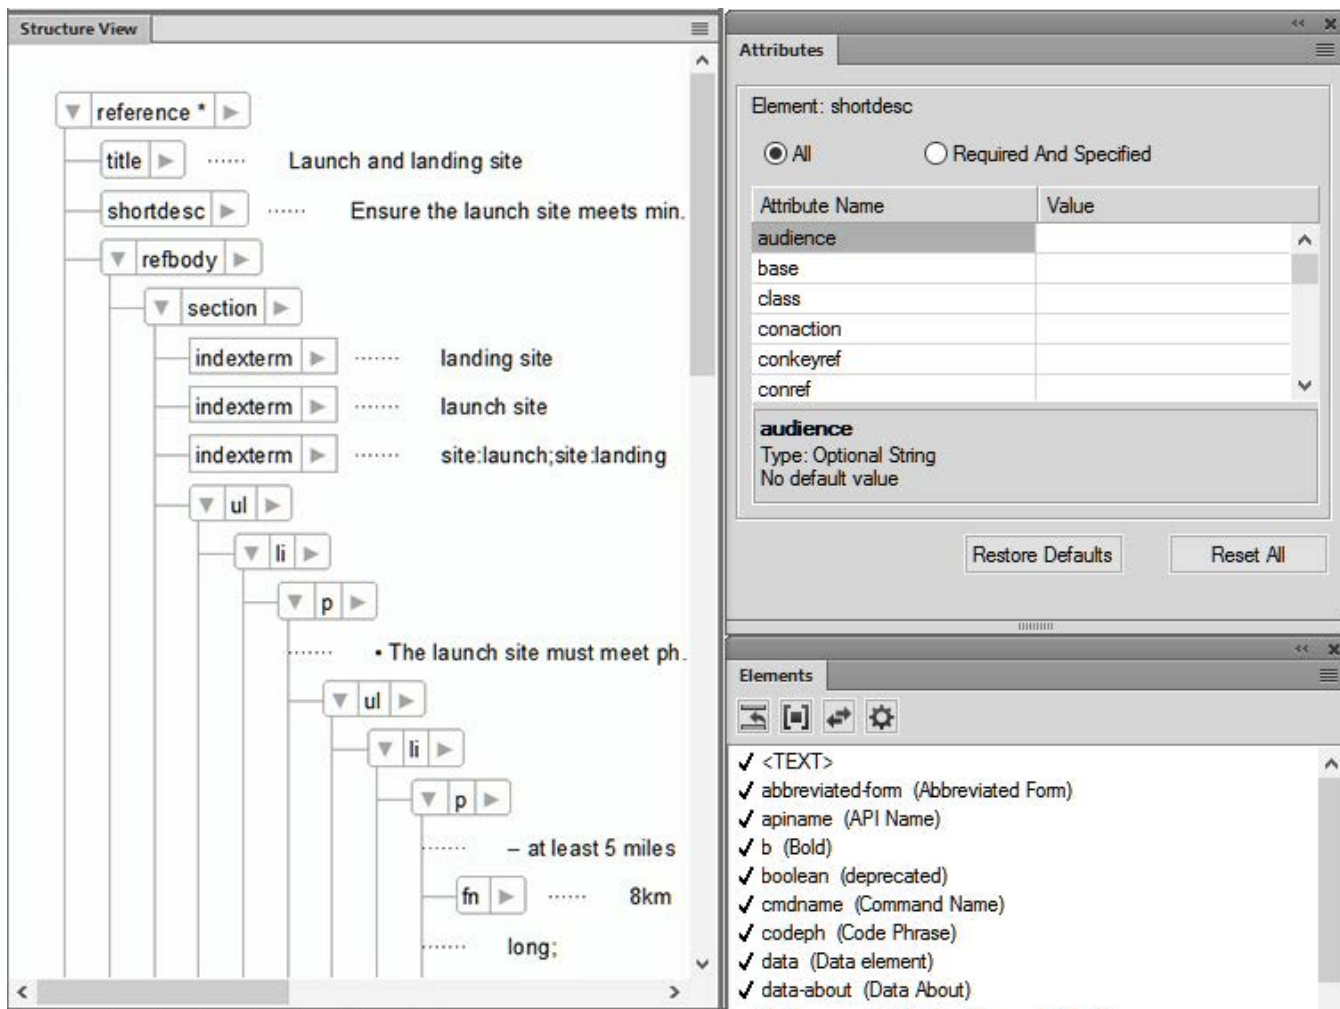 Structure View
reference *
title ...... Launch and landing site
shortdesc ...... Ensure the launch site meets min.
refbody
section
indexterm ....... landing site
indexterm ....... launch site
indexterm ....... site:launch;site:landing
ul
li
p
....... • The launch site must meet ph.
ul
li
p
....... – at least 5 miles
fn ...... 8km
....... long;
Attributes
Element: shortdesc
All Required And Specified
Attribute Name Value
audience
base
class
conaction
conkeyref
conref
audience
Type: Optional String
No default value
Restore Defaults Reset All
Elements
<TEXT>
abbreviated-form (Abbreviated Form)
apiname (API Name)
b (Bold)
boolean (deprecated)
cmdname (Command Name)
codeph (Code Phrase)
data (Data element)
data-about (Data About)